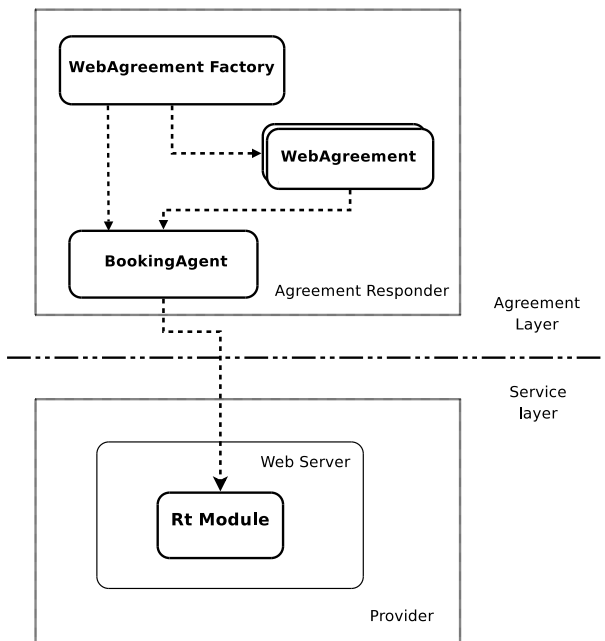 WebAgreement Factory
WebAgreement
BookingAgent
Agreement Responder
Agreement
Layer
Service
layer
Web Server
Rt Module
Provider